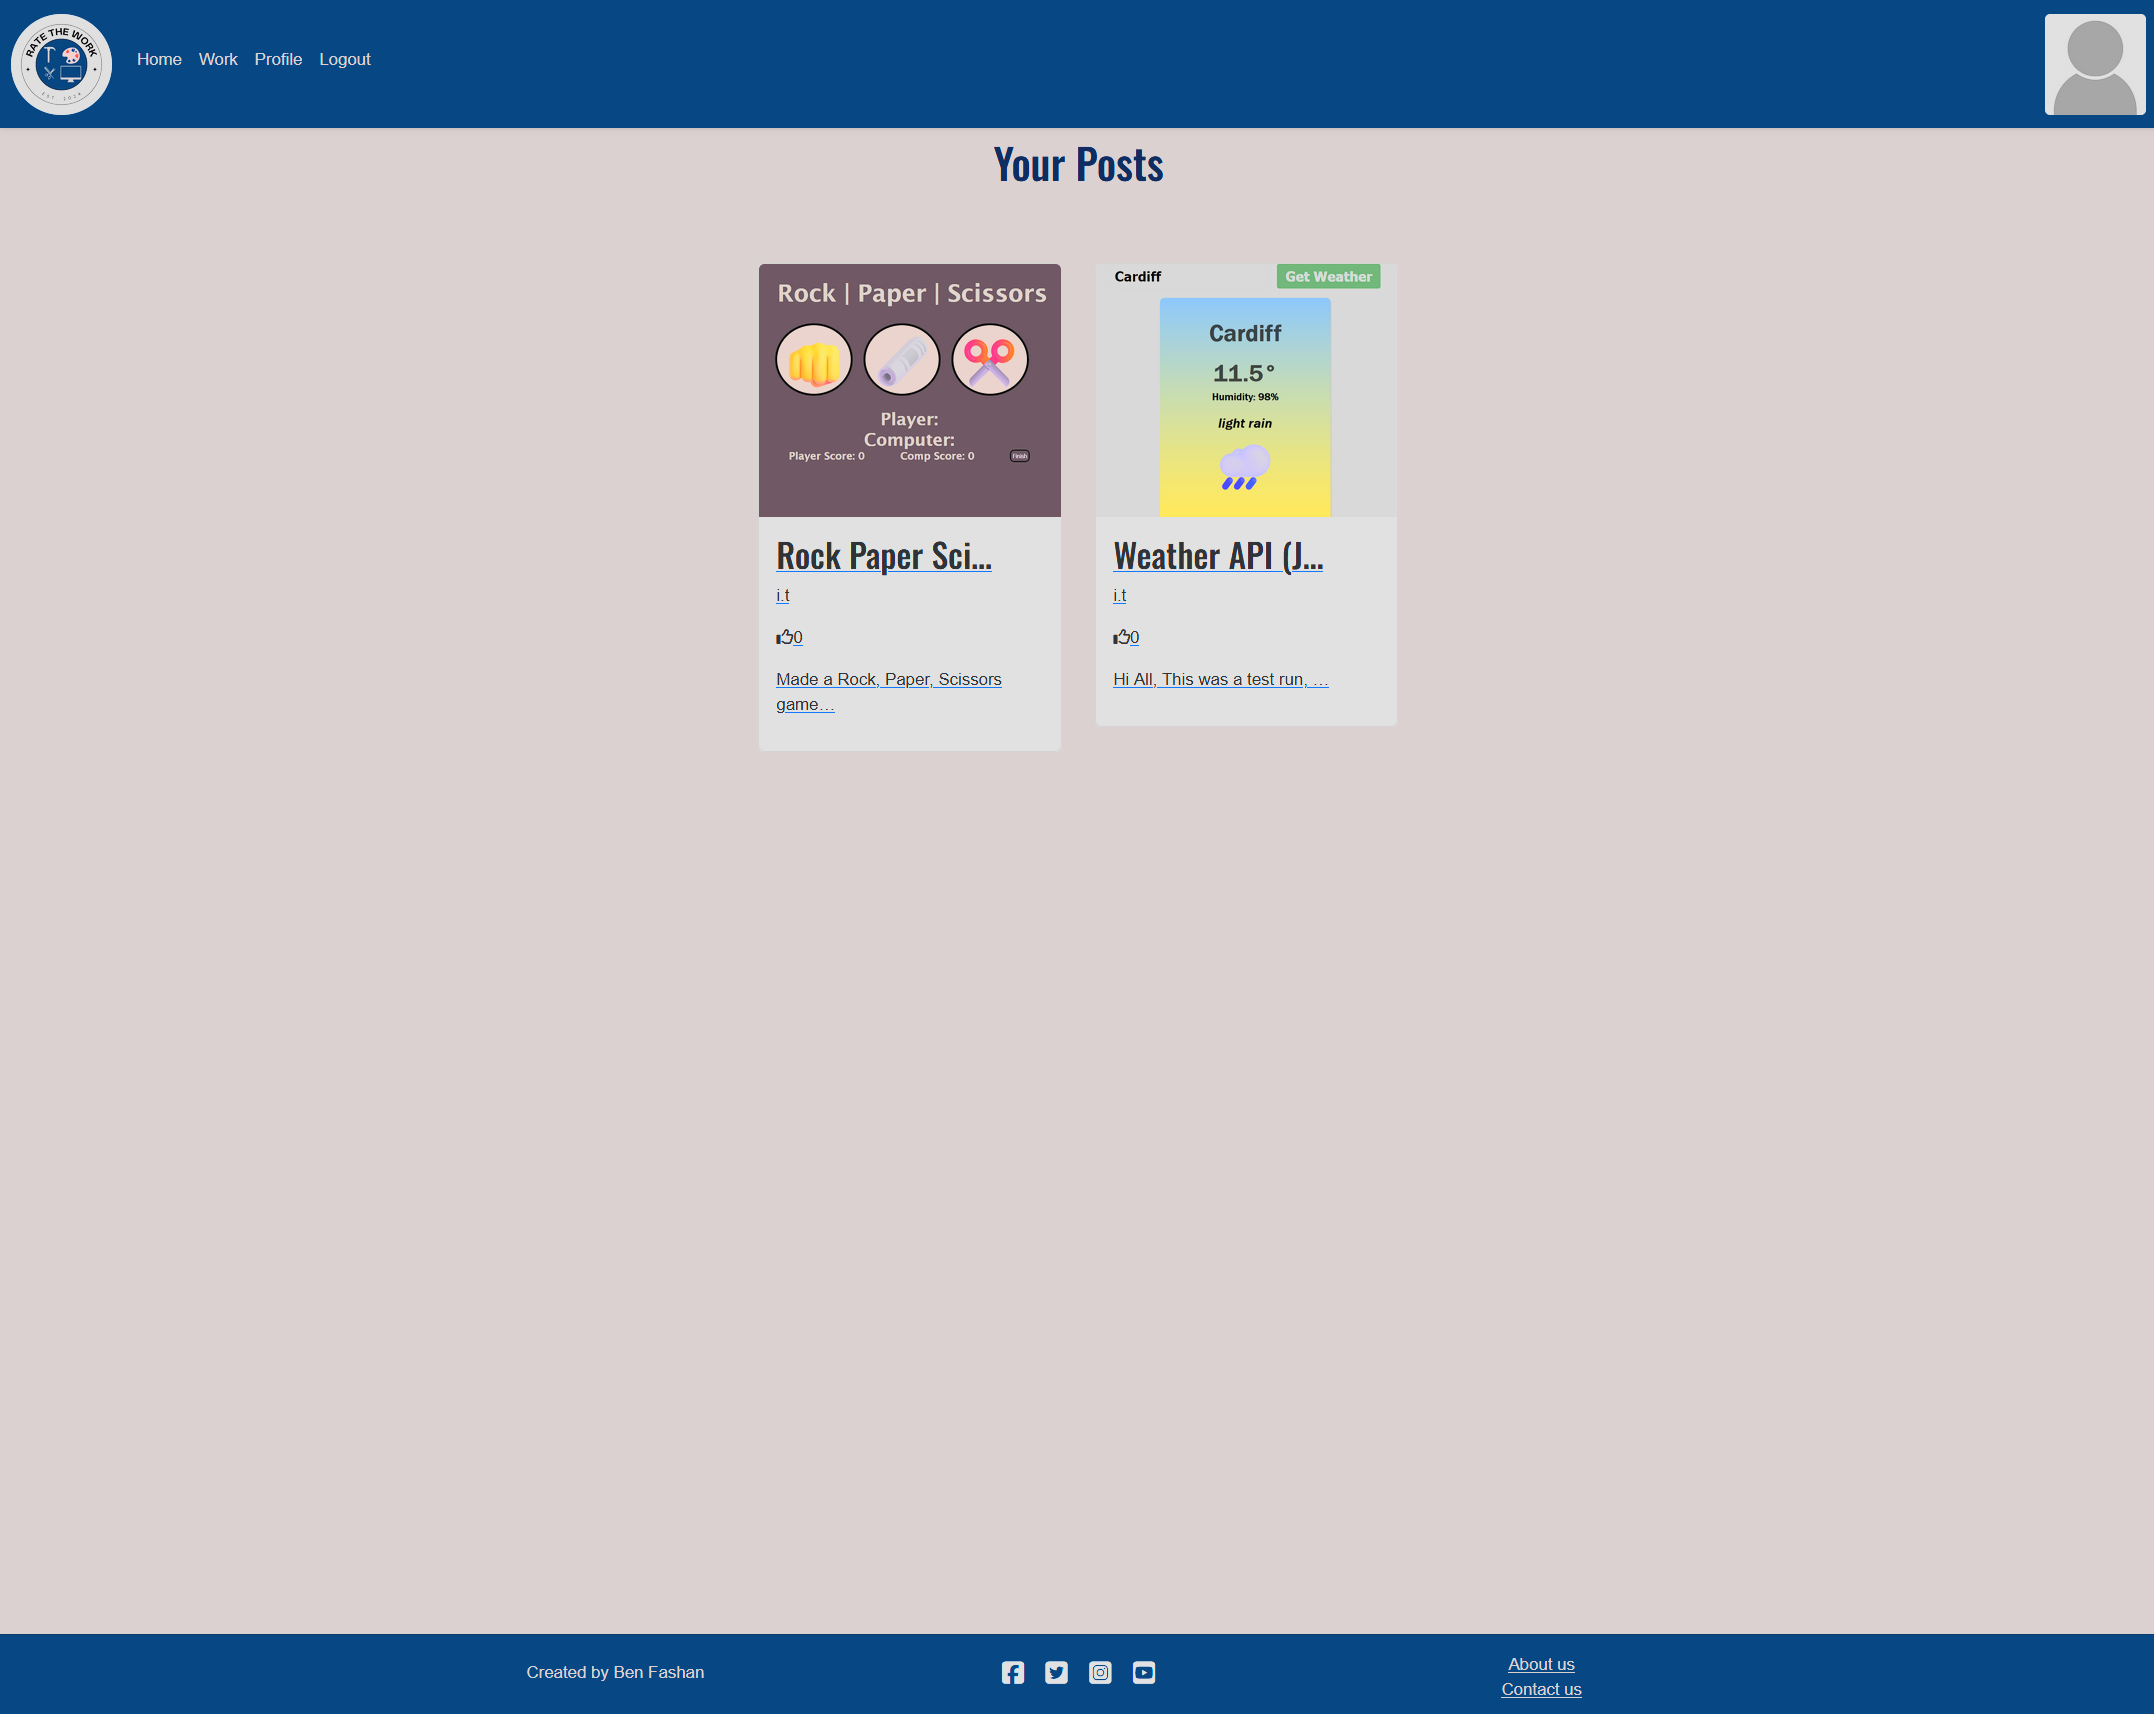 RATE THE WORK
EST. 2024
Home Work Profile Logout
Your Posts
Rock | Paper | Scissors
Player:
Computer:
Player Score: 0 Comp Score: 0 Finish
Rock Paper Sci...
i.t
0
Made a Rock, Paper, Scissors
game…
Cardiff Get Weather
Cardiff
11.5°
Humidity: 98%
light rain
Weather API (J...
i.t
0
Hi All, This was a test run, …
Created by Ben Fashan
About us
Contact us